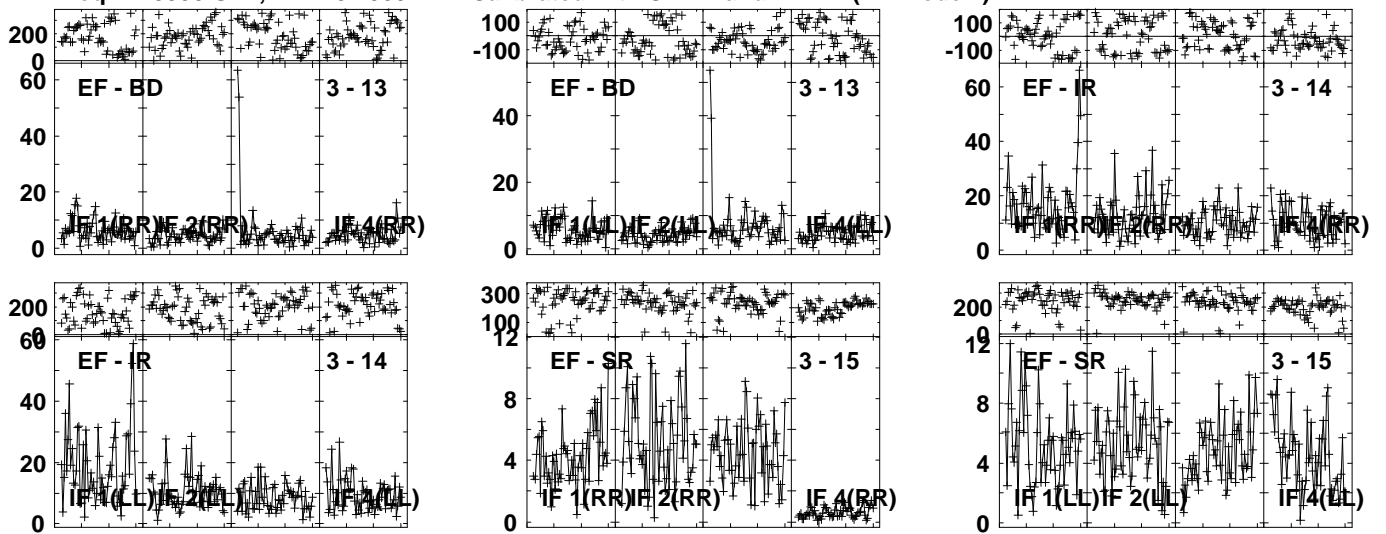 200
0
100
-100
100
-100
60
40
20
0
EF - BD
3 - 13
IF 1(RR)
IF 2(RR)
IF 4(RR)
40
20
0
EF - BD
3 - 13
IF 1(LL)
IF 2(LL)
IF 4(LL)
60
40
20
0
EF - IR
3 - 14
IF 1(RR)
IF 2(RR)
IF 4(RR)
200
0
300
100
200
0
60
40
20
0
EF - IR
3 - 14
IF 1(LL)
IF 2(LL)
IF 4(LL)
12
8
4
0
EF - SR
3 - 15
IF 1(RR)
IF 2(RR)
IF 4(RR)
12
9
6
3
0
EF - SR
3 - 15
IF 1(LL)
IF 2(LL)
IF 4(LL)